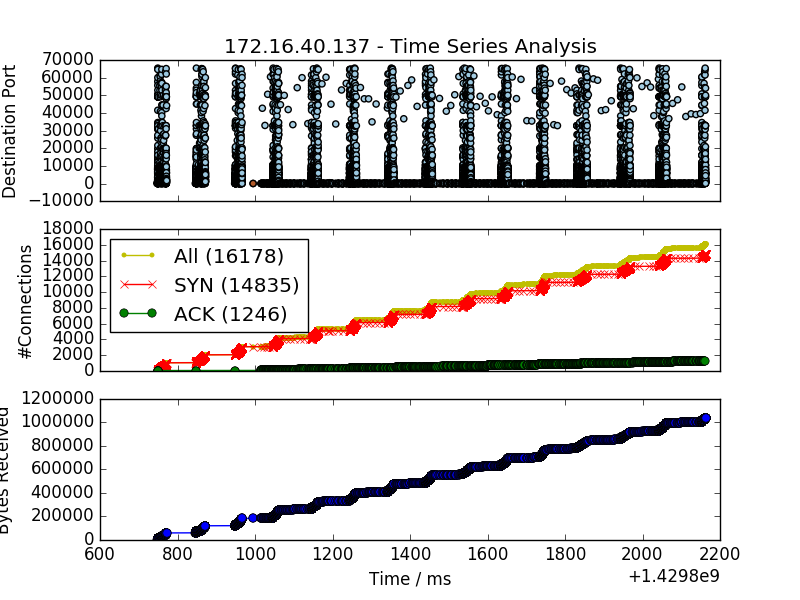 172.16.40.137 - Time Series Analysis
Destination Port
70000
60000
50000
40000
30000
20000
10000
0
−10000
#Connections
18000
16000
14000
12000
10000
8000
6000
4000
2000
0
All (16178)
SYN (14835)
ACK (1246)
Bytes Received
1200000
1000000
800000
600000
400000
200000
0
600 800 1000 1200 1400 1600 1800 2000 2200
Time / ms
+1.4298e9